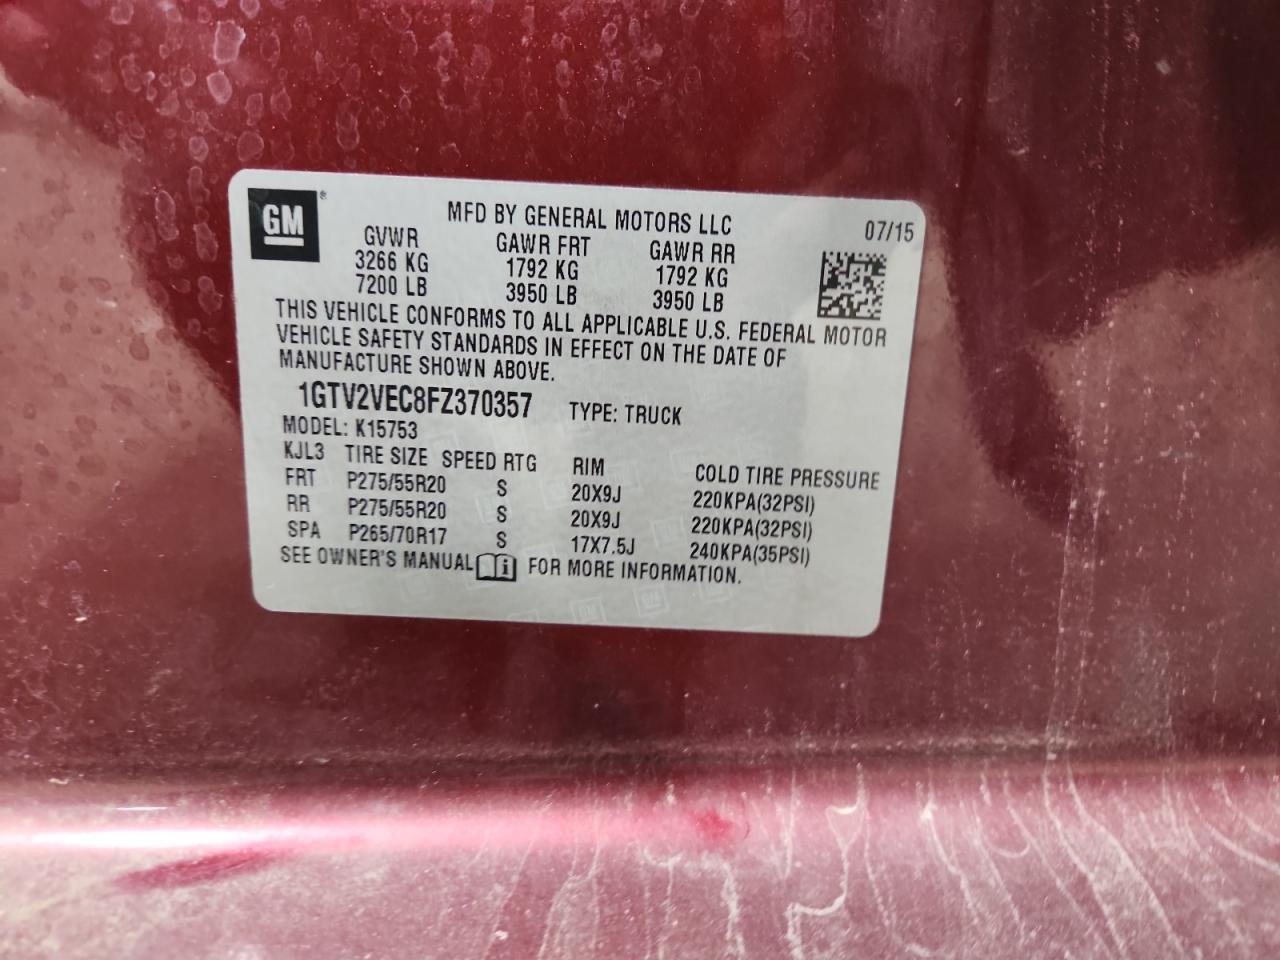 GM®
MFD BY GENERAL MOTORS LLC 07/15
GVWR GAWR FRT GAWR RR
3266 KG 1792 KG 1792 KG
7200 LB 3950 LB 3950 LB
THIS VEHICLE CONFORMS TO ALL APPLICABLE U.S. FEDERAL MOTOR
VEHICLE SAFETY STANDARDS IN EFFECT ON THE DATE OF
MANUFACTURE SHOWN ABOVE.
1GTV2VEC8FZ370357 TYPE: TRUCK
MODEL: K15753
KJL3 TIRE SIZE SPEED RTG RIM COLD TIRE PRESSURE
FRT P275/55R20 S 20X9J 220KPA(32PSI)
RR P275/55R20 S 20X9J 220KPA(32PSI)
SPA P265/70R17 S 17X7.5J 240KPA(35PSI)
SEE OWNER'S MANUAL i FOR MORE INFORMATION.